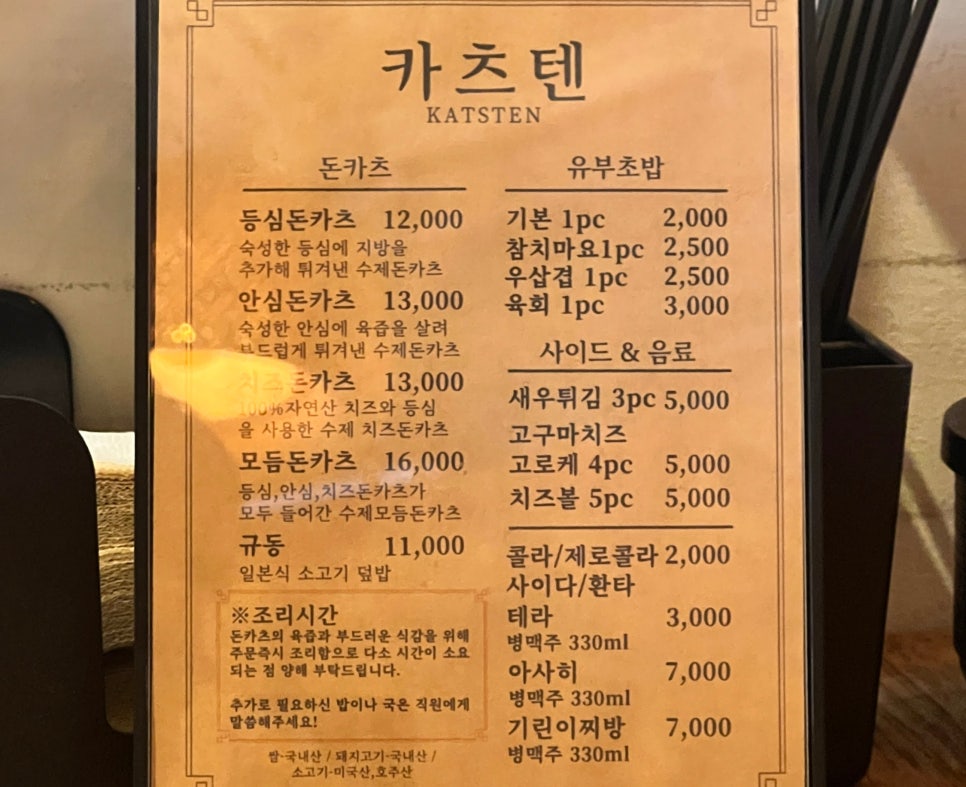 카츠텐
KATSTEN
돈카츠
등심돈카츠 12,000
숙성한 등심에 지방을
추가해 튀겨낸 수제돈카츠
안심돈카츠 13,000
숙성한 안심에 육즙을 살려
부드럽게 튀겨낸 수제돈카츠
치즈돈카츠 13,000
100%자연산 치즈와 등심
을 사용한 수제 치즈돈카츠
모듬돈카츠 16,000
등심,안심,치즈돈카츠가
모두 들어간 수제모듬돈카츠
규동 11,000
일본식 소고기 덮밥
※조리시간
돈카츠의 육즙과 부드러운 식감을 위해
주문즉시 조리함으로 다소 시간이 소요
되는 점 양해 부탁드립니다.
추가로 필요하신 밥이나 국은 직원에게
말씀해주세요!
쌀-국내산 / 돼지고기-국내산 /
소고기-미국산,호주산
유부초밥
기본 1pc 2,000
참치마요1pc 2,500
우삼겹 1pc 2,500
육회 1pc 3,000
사이드 & 음료
새우튀김 3pc 5,000
고구마치즈
고로케 4pc 5,000
치즈볼 5pc 5,000
콜라/제로콜라 2,000
사이다/환타
테라 3,000
병맥주 330ml
아사히 7,000
병맥주 330ml
기린이찌방 7,000
병맥주 330ml